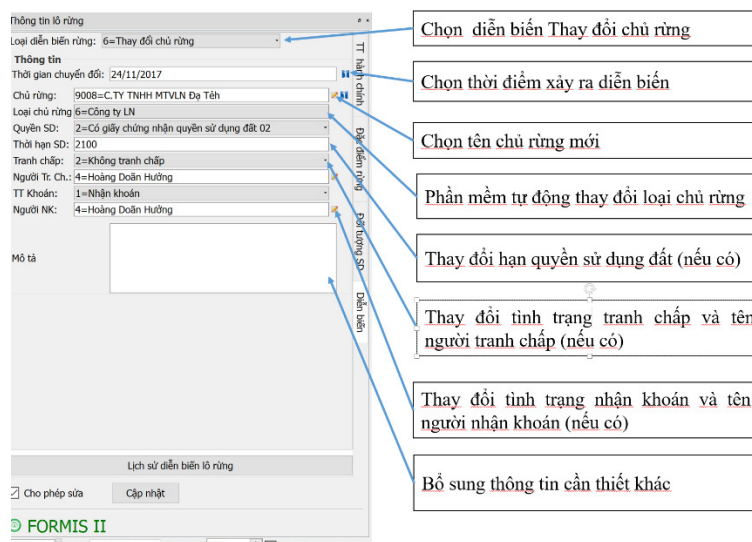 Thông tin lô rừng
Loại diễn biến rừng: 6=Thay đổi chủ rừng
Thông tin
Thời gian chuyển đổi: 24/11/2017
Chủ rừng: 9008=C.TY TNHH MTVLN Đạ Tẻh
Loại chủ rừng 6=Công ty LN
Quyền SD: 2=Có giấy chứng nhận quyền sử dụng đất 02
Thời hạn SD: 2100
Tranh chấp: 2=Không tranh chấp
Người Tr. Ch.: 4=Hoàng Doãn Hưởng
TT Khoán: 1=Nhận khoán
Người NK: 4=Hoàng Doãn Hưởng
Mô tả
Lịch sử diễn biến lô rừng
Cho phép sửa Cập nhật
FORMIS II
TT hành chính
Đặc điểm rừng
Đối tượng SD
Diễn biến
Chọn diễn biến Thay đổi chủ rừng
Chọn thời điểm xảy ra diễn biến
Chọn tên chủ rừng mới
Phần mềm tự động thay đổi loại chủ rừng
Thay đổi hạn quyền sử dụng đất (nếu có)
Thay đổi tình trạng tranh chấp và tên
người tranh chấp (nếu có)
Thay đổi tình trạng nhận khoán và tên
người nhận khoán (nếu có)
Bổ sung thông tin cần thiết khác